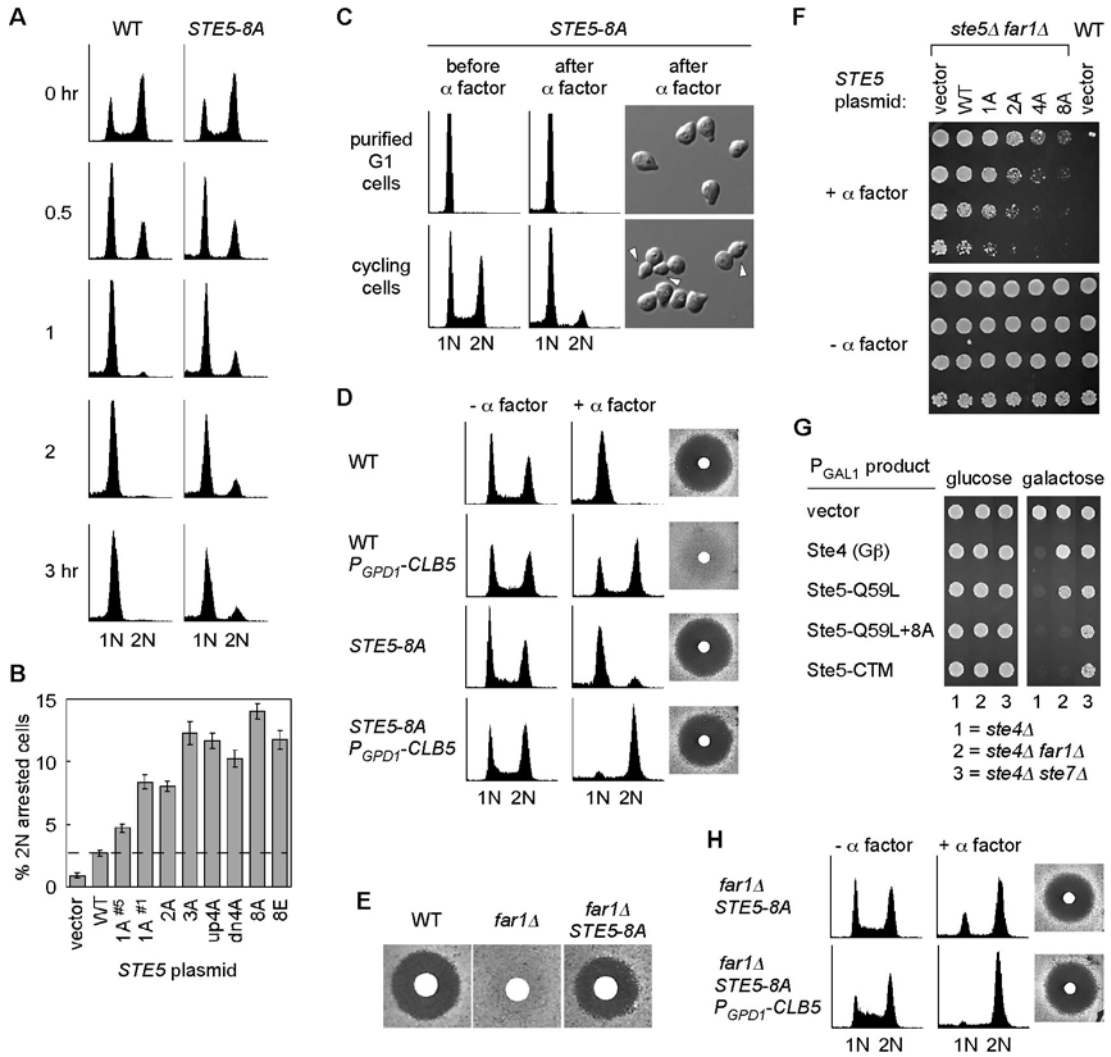 A
WT STE5-8A
0 hr
0.5
1
2
3 hr
1N 2N 1N 2N
B
% 2N arrested cells
15
10
5
0
vector
WT
1A #5
1A #1
2A
3A
up4A
dn4A
8A
8E
STE5 plasmid
C
STE5-8A
before α factor
after α factor
after α factor
purified G1 cells
cycling cells
1N 2N 1N 2N
D
- α factor + α factor
WT
WT
PGPD1-CLB5
STE5-8A
STE5-8A
PGPD1-CLB5
1N 2N 1N 2N
E
WT far1Δ far1Δ STE5-8A
F
ste5Δ far1Δ WT
STE5 plasmid:
vector
WT
1A
2A
4A
8A
vector
+ α factor
- α factor
G
PGAL1 product glucose galactose
vector
Ste4 (Gβ)
Ste5-Q59L
Ste5-Q59L+8A
Ste5-CTM
1 2 3 1 2 3
1 = ste4Δ
2 = ste4Δ far1Δ
3 = ste4Δ ste7Δ
H
- α factor + α factor
far1Δ
STE5-8A
far1Δ
STE5-8A
PGPD1-CLB5
1N 2N 1N 2N